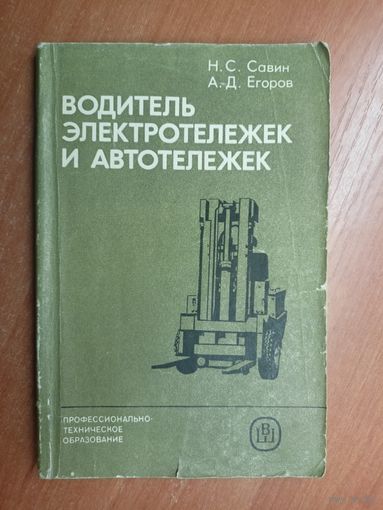 Н. С. Савин
А. Д. Егоров
ВОДИТЕЛЬ
ЭЛЕКТРОТЕЛЕЖЕК
И АВТОТЕЛЕЖЕК
ПРОФЕССИОНАЛЬНО-
ТЕХНИЧЕСКОЕ
ОБРАЗОВАНИЕ